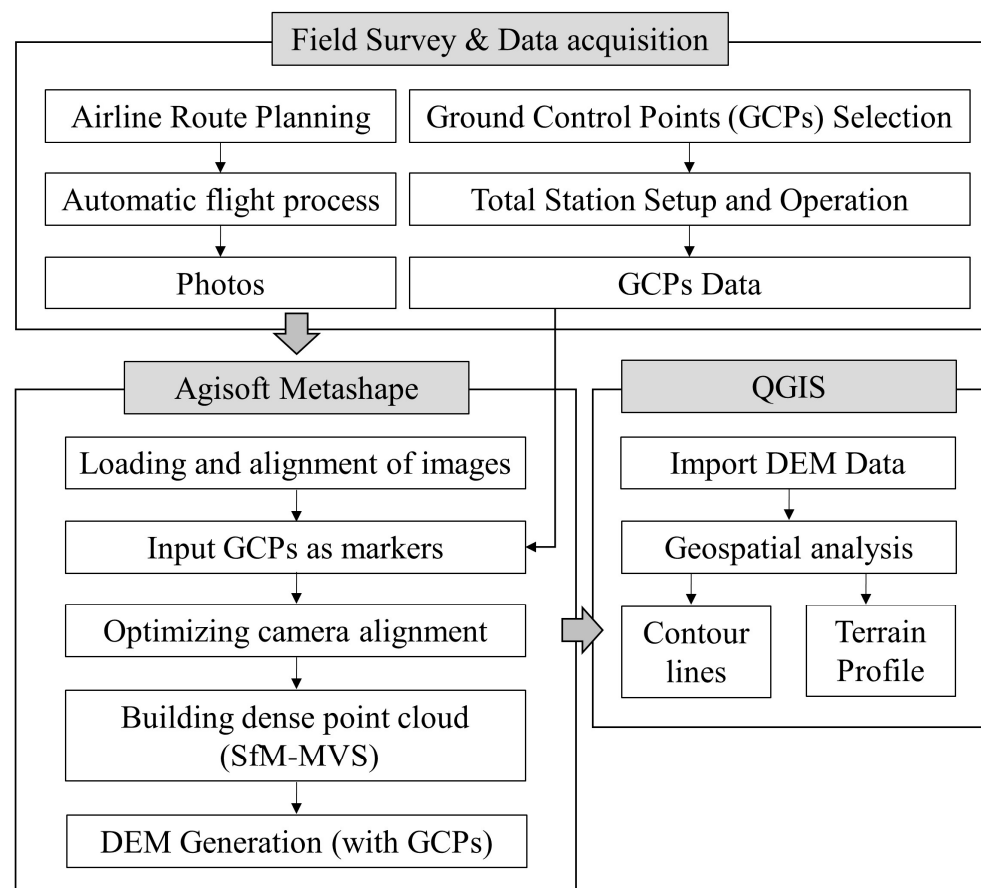 Field Survey & Data acquisition
Airline Route Planning
Automatic flight process
Photos
Ground Control Points (GCPs) Selection
Total Station Setup and Operation
GCPs Data
Agisoft Metashape
Loading and alignment of images
Input GCPs as markers
Optimizing camera alignment
Building dense point cloud
(SfM-MVS)
DEM Generation (with GCPs)
QGIS
Import DEM Data
Geospatial analysis
Contour
lines
Terrain
Profile